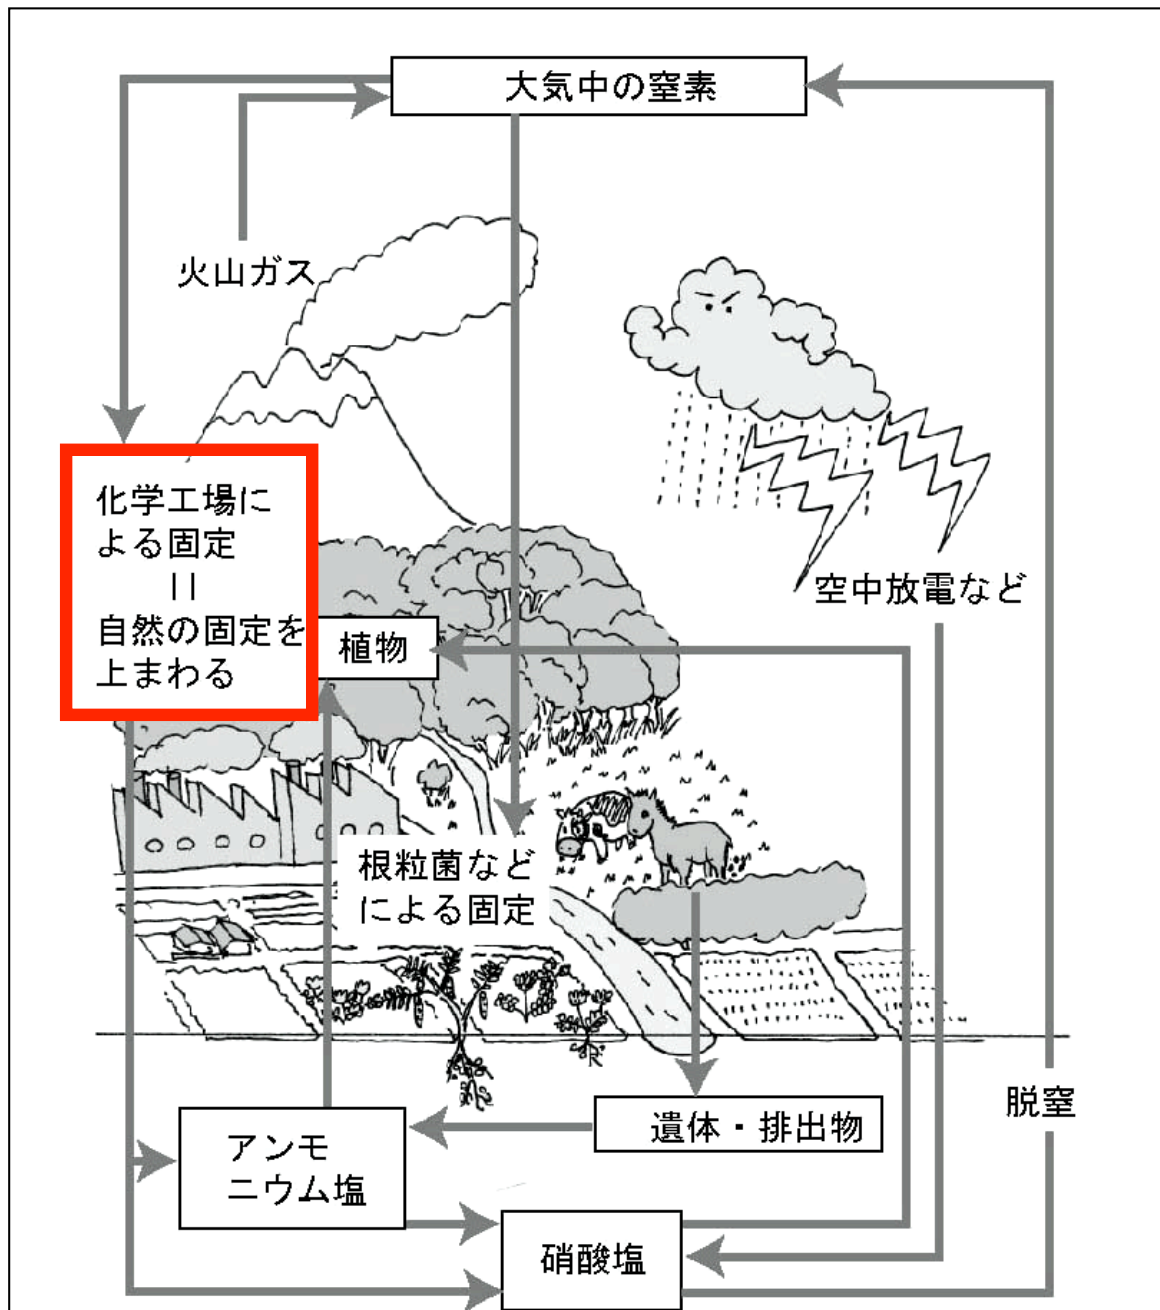 大気中の窒素
火山ガス
化学工場に
よる固定
||
自然の固定を
上まわる
空中放電など
植物
根粒菌など
による固定
脱窒
遺体・排出物
アンモ
ニウム塩
硝酸塩